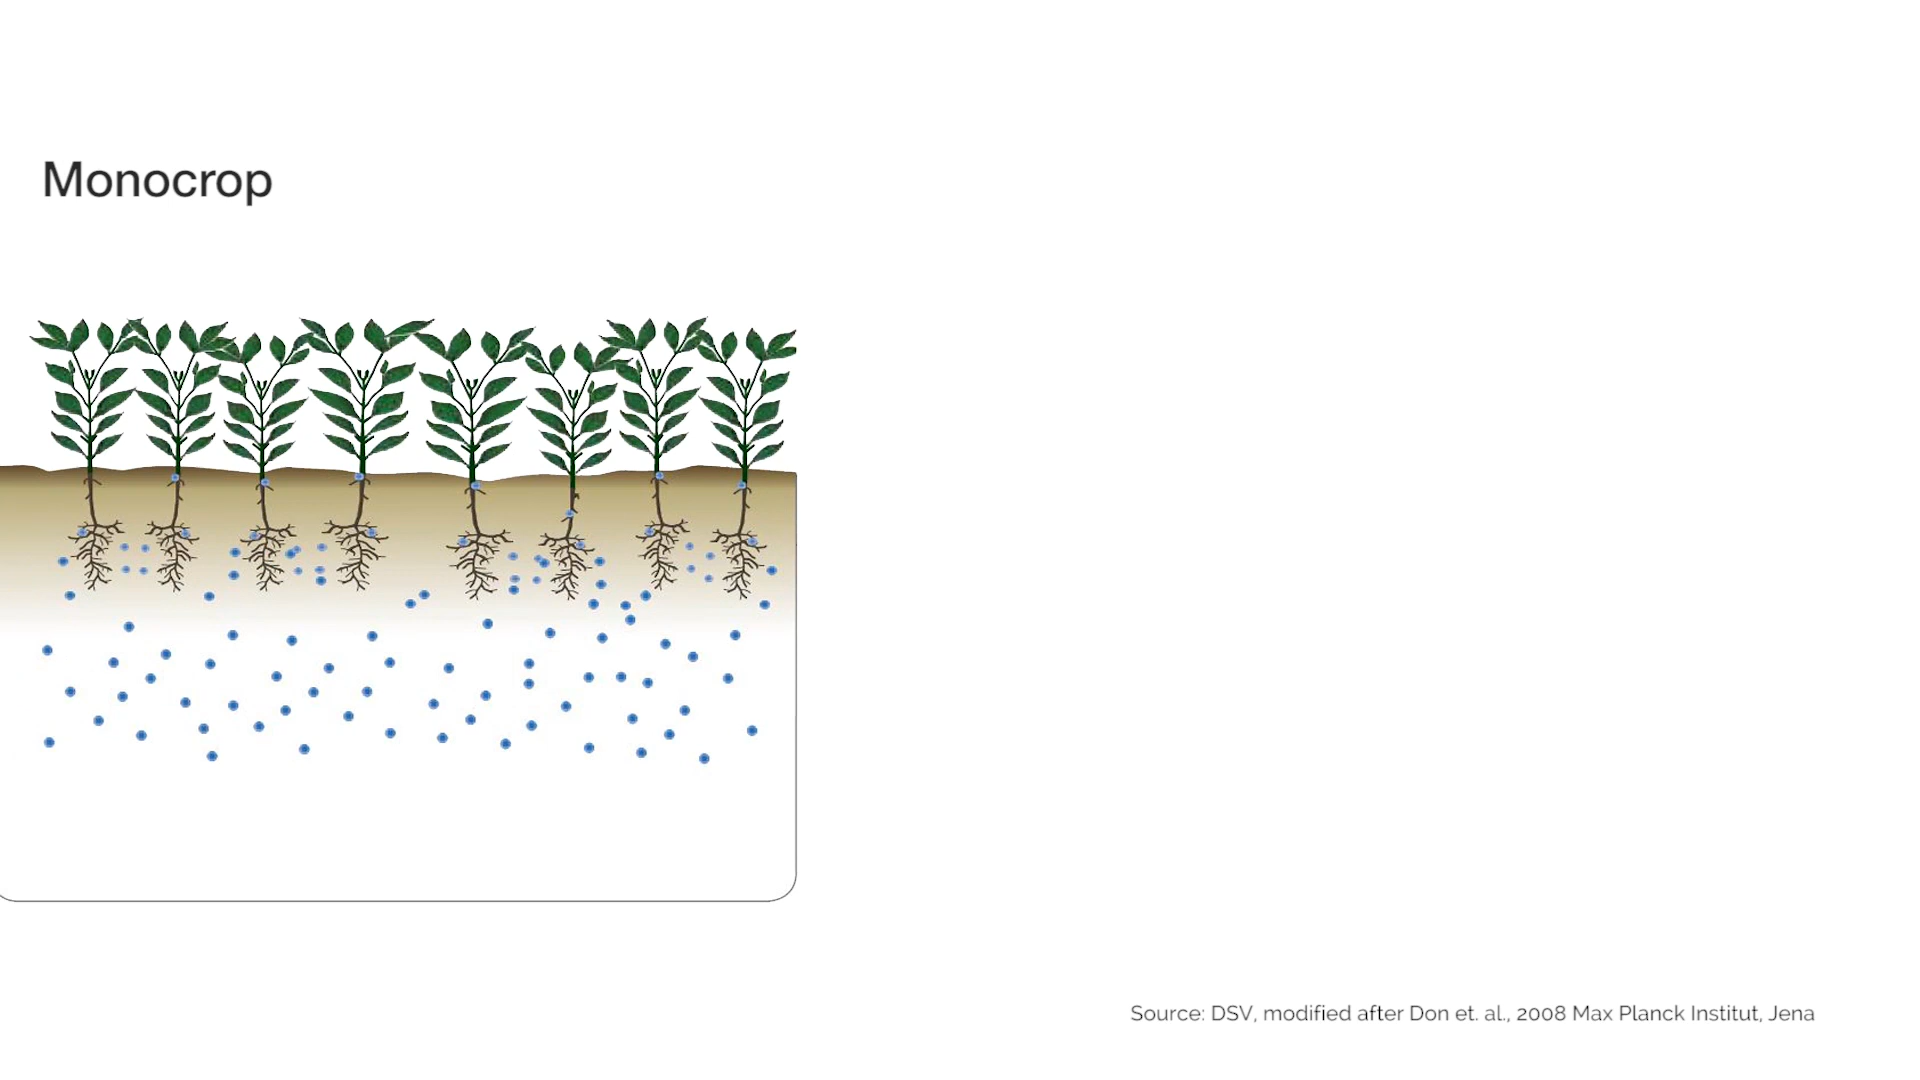 Monocrop
Source: DSV, modified after Don et. al., 2008 Max Planck Institut, Jena